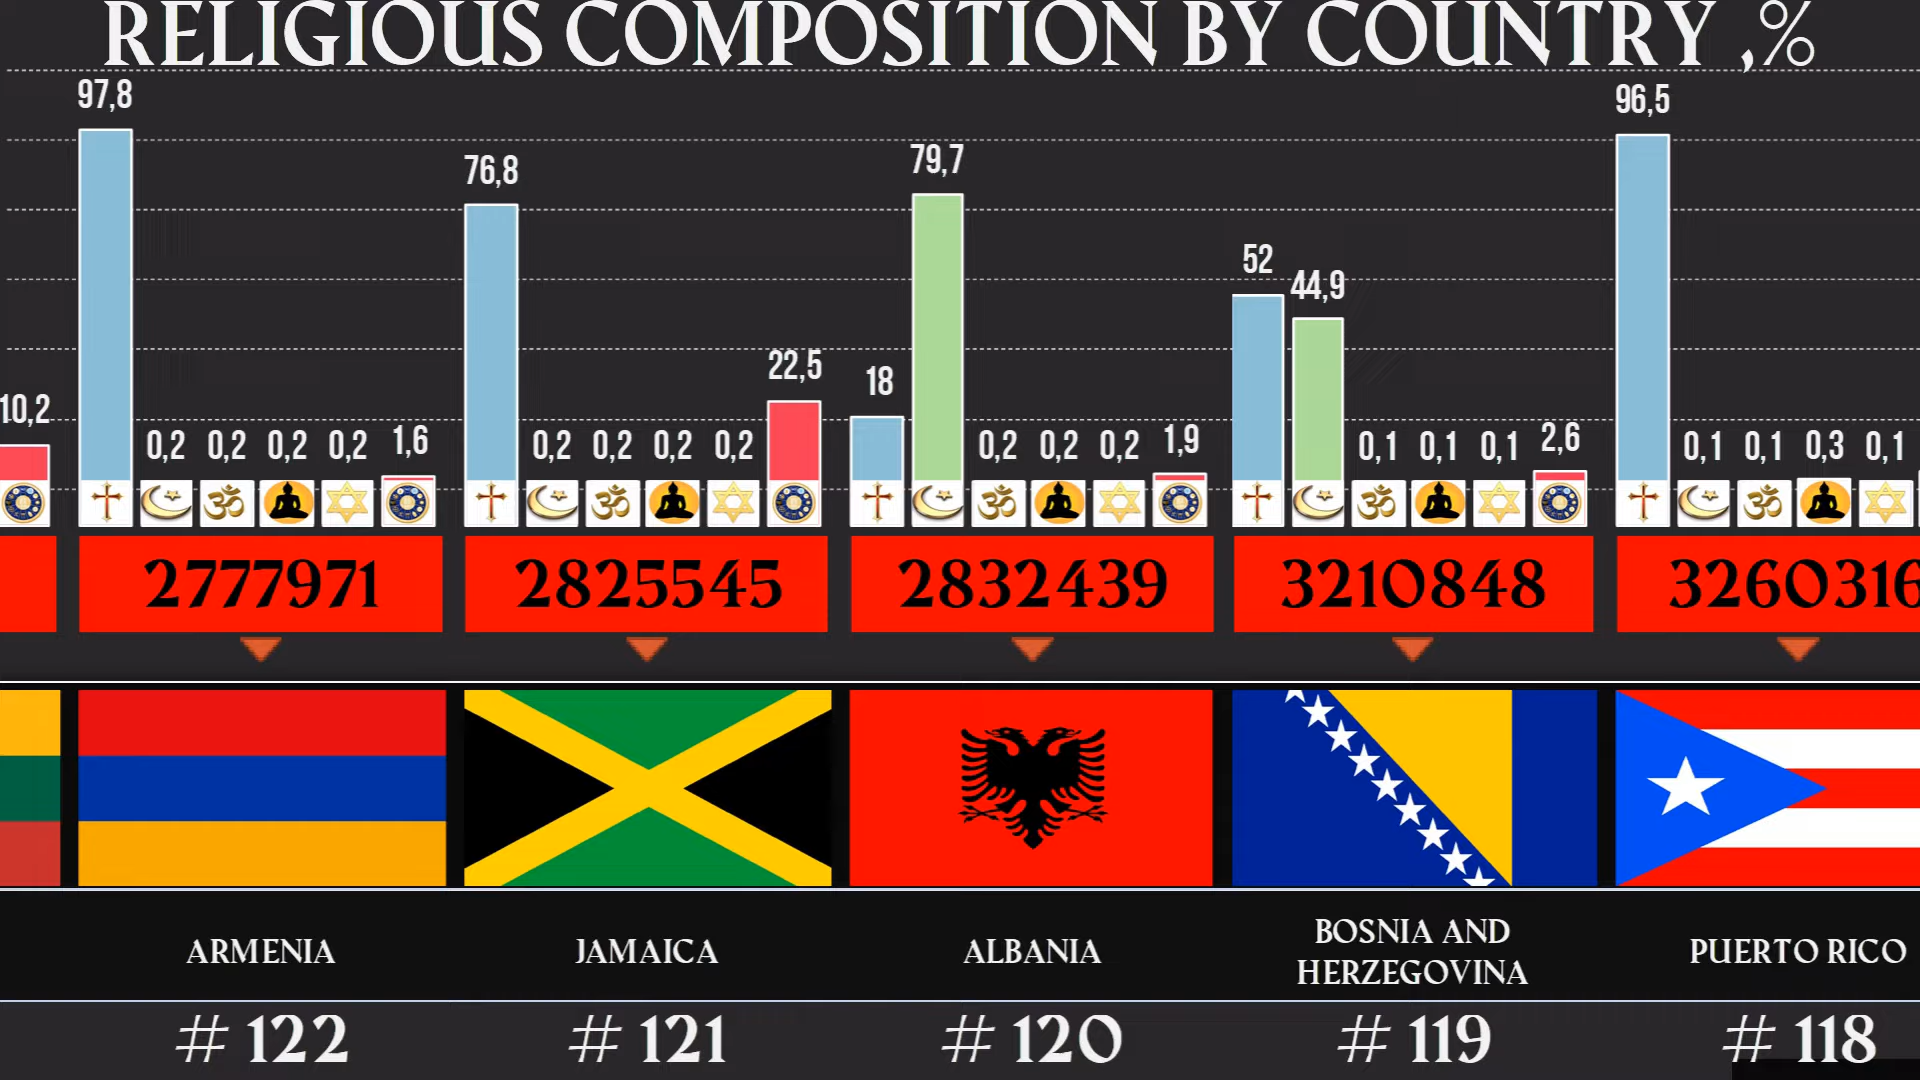 RELIGIOUS COMPOSITION BY COUNTRY ,%
97,8
96,5
76,8
79,7
52
44,9
22,5
18
10,2
0,2 0,2 0,2 0,2 1,6
0,2 0,2 0,2 0,2
0,2 0,2 0,2 1,9
0,1 0,1 0,1 2,6
0,1 0,1 0,3 0,1
2777971 2825545 2832439 3210848 3260316
ARMENIA JAMAICA ALBANIA BOSNIA AND
HERZEGOVINA PUERTO RICO
# 122 # 121 # 120 # 119 # 118